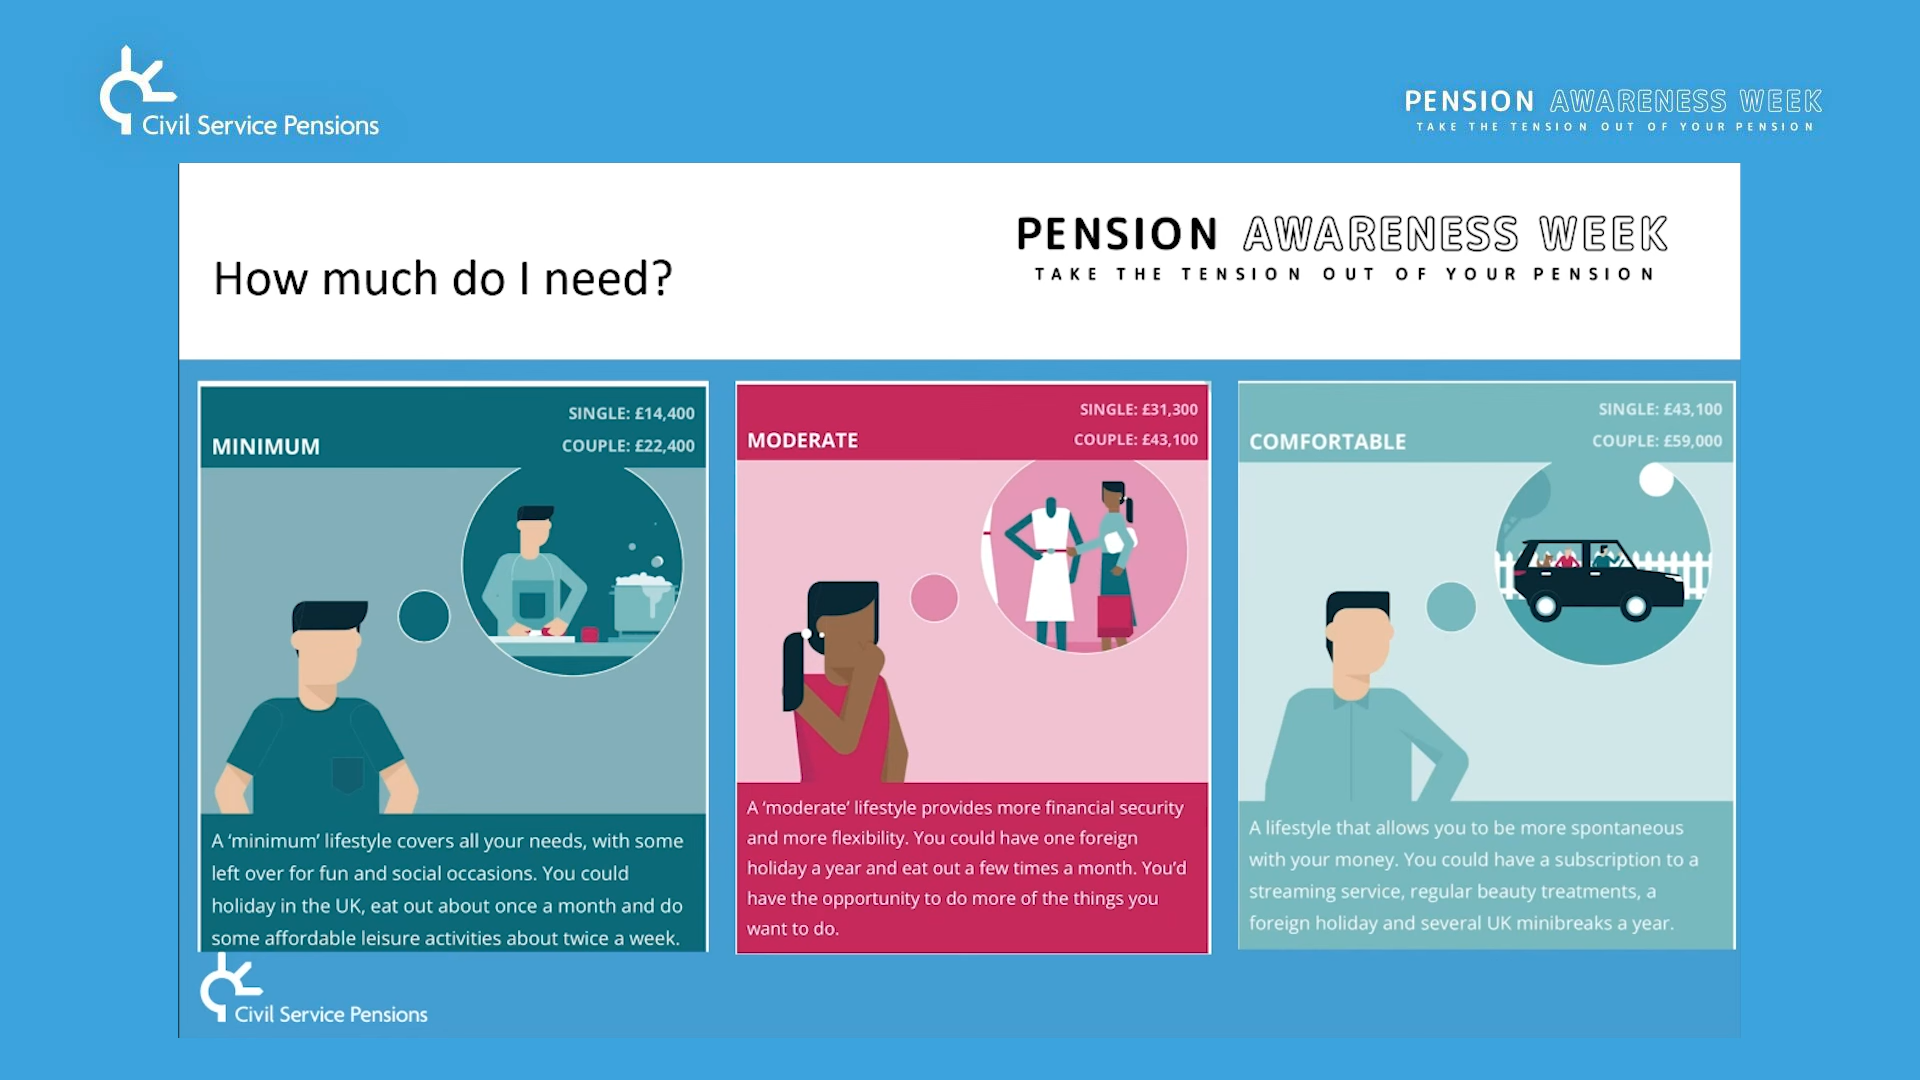 Civil Service Pensions
PENSION AWARENESS WEEK
TAKE THE TENSION OUT OF YOUR PENSION
How much do I need?
PENSION AWARENESS WEEK
TAKE THE TENSION OUT OF YOUR PENSION
MINIMUM
SINGLE: £14,400
COUPLE: £22,400
A ‘minimum’ lifestyle covers all your needs, with some
left over for fun and social occasions. You could
holiday in the UK, eat out about once a month and do
some affordable leisure activities about twice a week.
MODERATE
SINGLE: £31,300
COUPLE: £43,100
A ‘moderate’ lifestyle provides more financial security
and more flexibility. You could have one foreign
holiday a year and eat out a few times a month. You’d
have the opportunity to do more of the things you
want to do.
COMFORTABLE
SINGLE: £43,100
COUPLE: £59,000
A lifestyle that allows you to be more spontaneous
with your money. You could have a subscription to a
streaming service, regular beauty treatments, a
foreign holiday and several UK minibreaks a year.
Civil Service Pensions